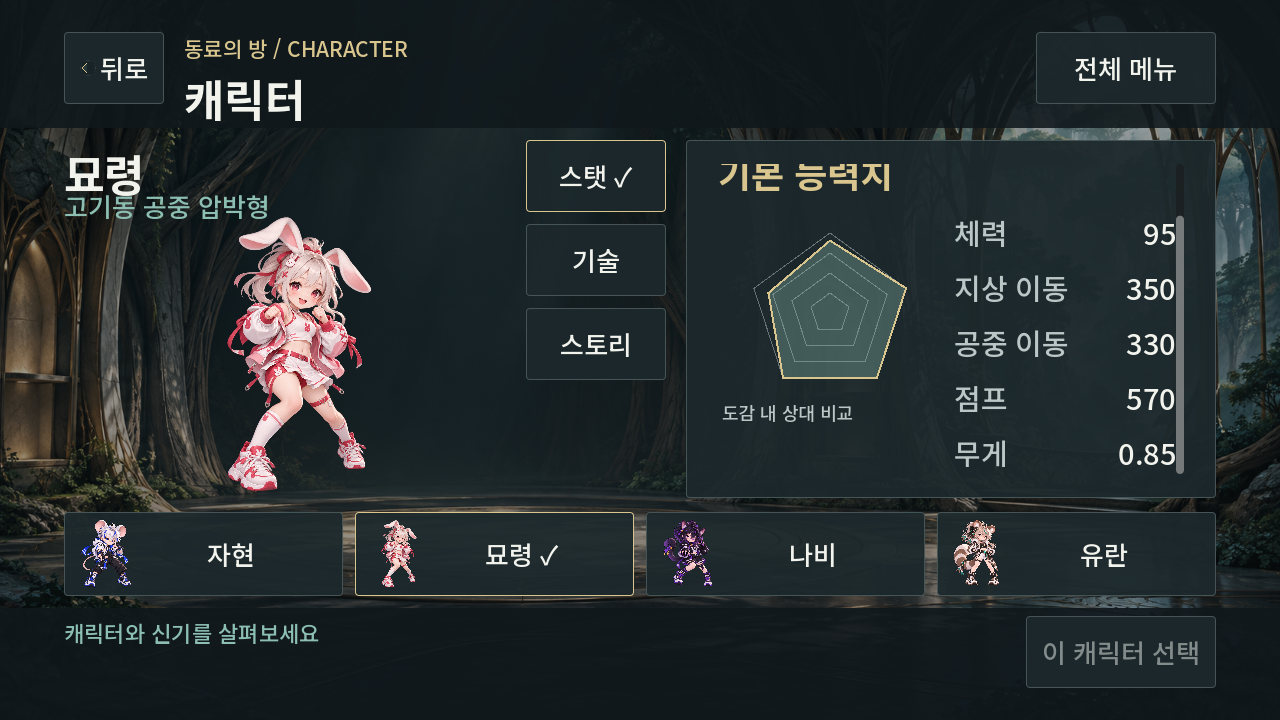 뒤로
동료의 방 / CHARACTER
캐릭터
전체 메뉴
묘령
고기동 공중 압박형
스탯 ✓
기술
스토리
기본 능력치
체력 95
지상 이동 350
공중 이동 330
점프 570
무게 0.85
도감 내 상대 비교
자현
묘령 ✓
나비
유란
캐릭터와 신기를 살펴보세요
이 캐릭터 선택